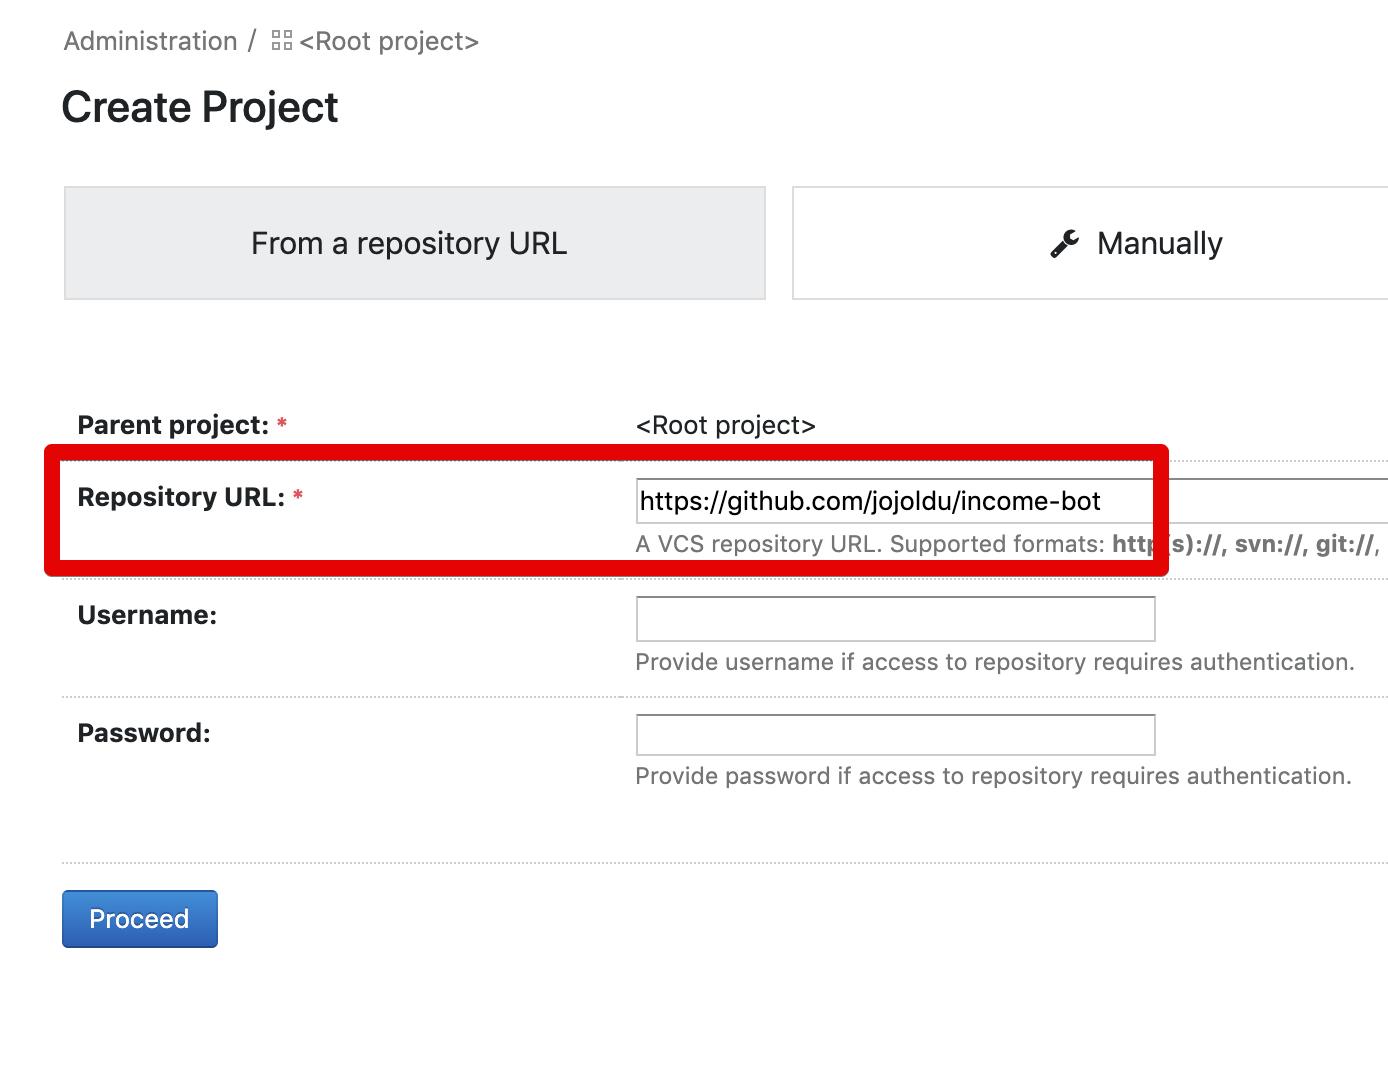 Administration / <Root project>
Create Project
From a repository URL
Manually
Parent project: *
<Root project>
Repository URL: *
https://github.com/jojoldu/income-bot
A VCS repository URL. Supported formats: http(s)://, svn://, git://,
Username:
Provide username if access to repository requires authentication.
Password:
Provide password if access to repository requires authentication.
Proceed